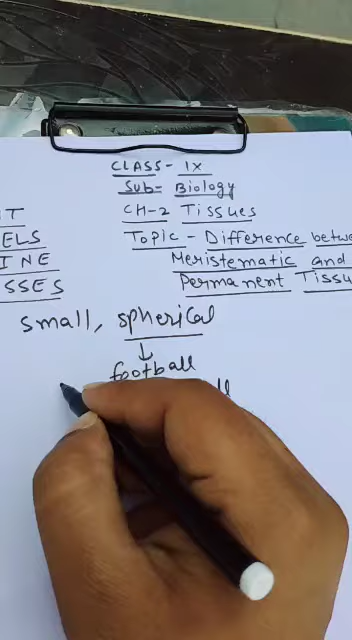 CLASS- IX
Sub- Biology
CH-2 Tissues
Topic - Difference
Meristematic and
Permanent
ELS
INE
SSES
small, spherical
↓
football